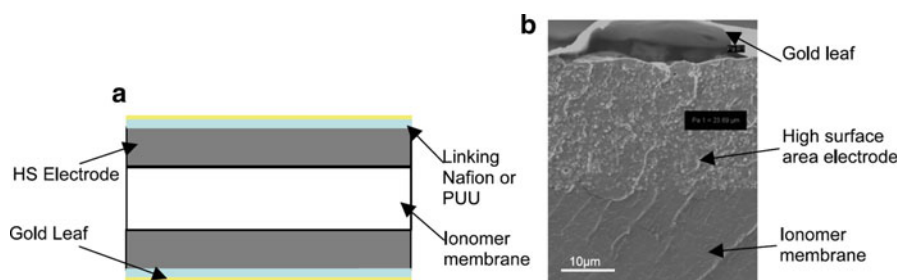 a
HS Electrode
Gold Leaf
Linking
Nafion or
PUU
Ionomer
membrane
b
Gold leaf
High surface
area electrode
Ionomer
membrane
10µm